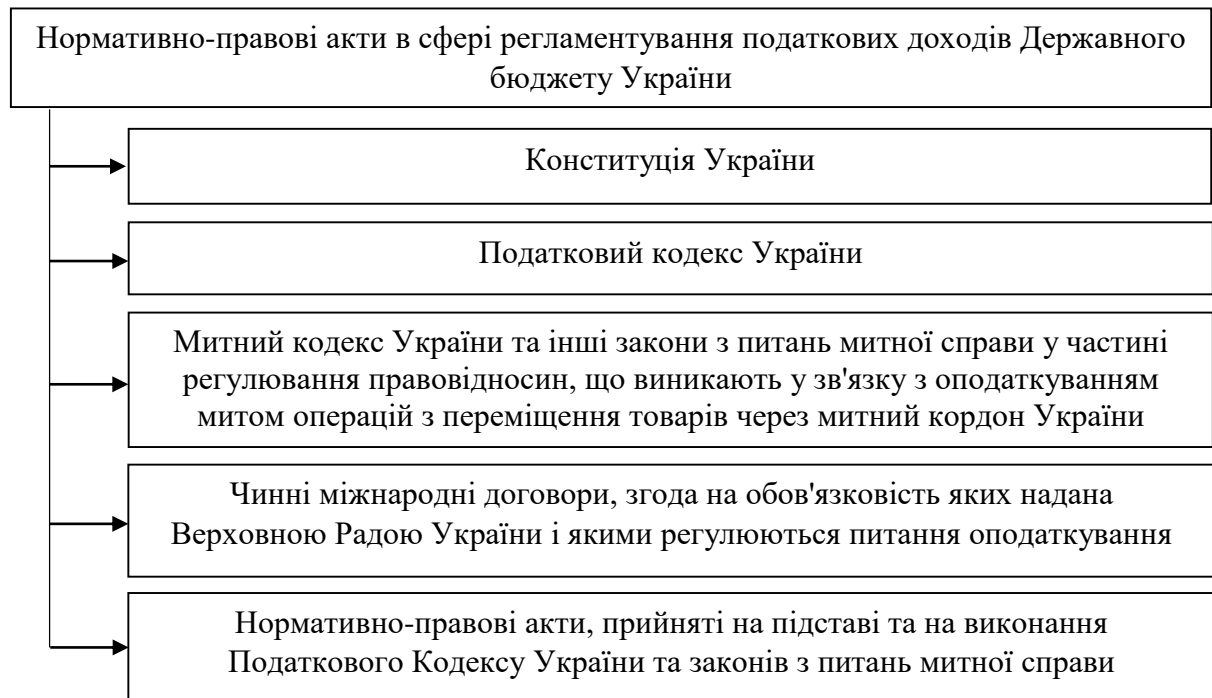 Нормативно-правові акти в сфері регламентування податкових доходів Державного
бюджету України
Конституція України
Податковий кодекс України
Митний кодекс України та інші закони з питань митної справи у частині
регулювання правовідносин, що виникають у зв'язку з оподаткуванням
митом операцій з переміщення товарів через митний кордон України
Чинні міжнародні договори, згода на обов'язковість яких надана
Верховною Радою України і якими регулюються питання оподаткування
Нормативно-правові акти, прийняті на підставі та на виконання
Податкового Кодексу України та законів з питань митної справи